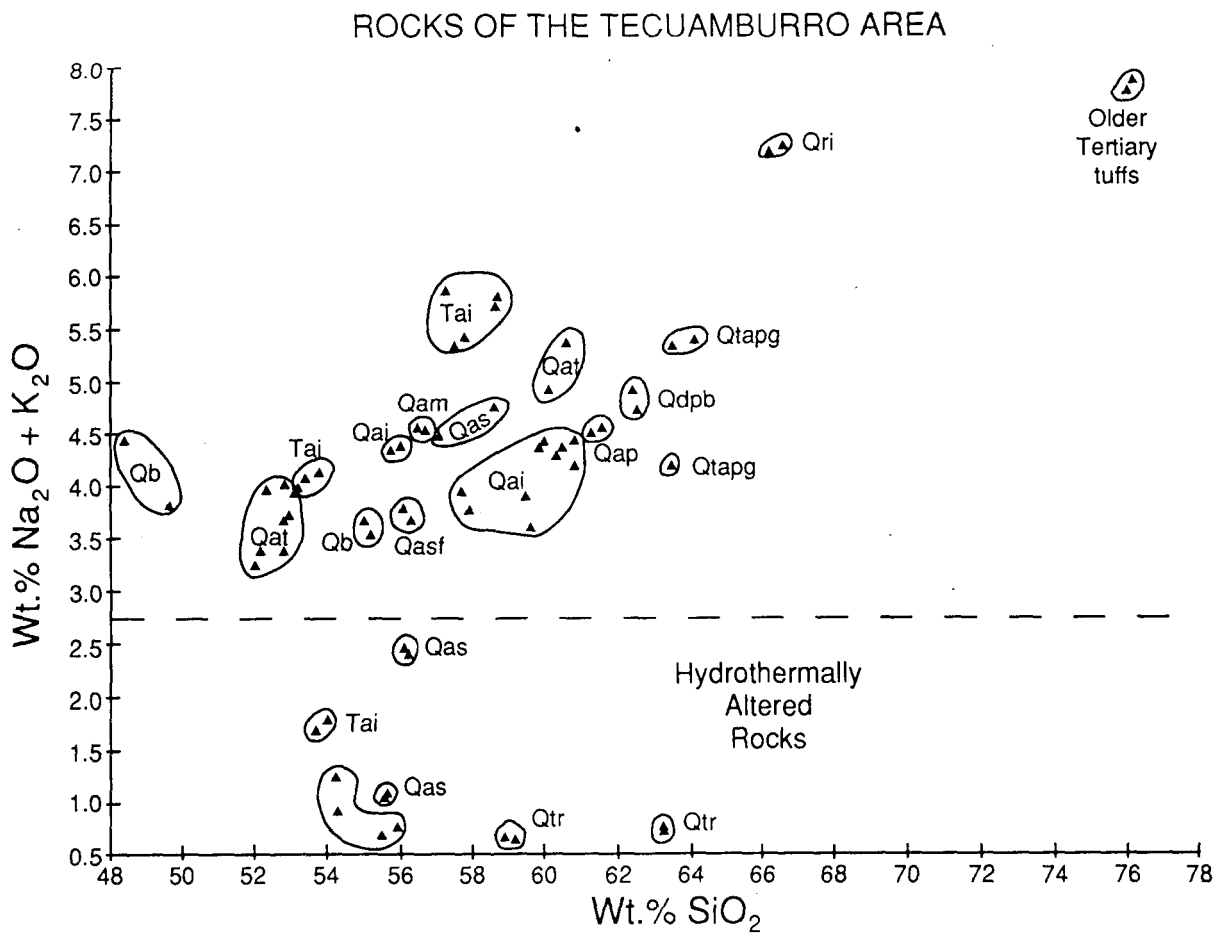 ROCKS OF THE TECUAMBURRO AREA
8.0
7.5
7.0
6.5
6.0
5.5
5.0
4.5
4.0
3.5
3.0
2.5
2.0
1.5
1.0
0.5
Wt.% Na₂O + K₂O
Older
Tertiary
tuffs
Qri
Tai
Qtapg
Qat
Qam
Qas
Qdpb
Qai
Tai
Qap
Qtapg
Qb
Qai
Qat
Qb
Qasf
Qas
Hydrothermally
Altered
Rocks
Tai
Qas
Qtr
Qtr
48 50 52 54 56 58 60 62 64 66 68 70 72 74 76 78
Wt.% SiO₂